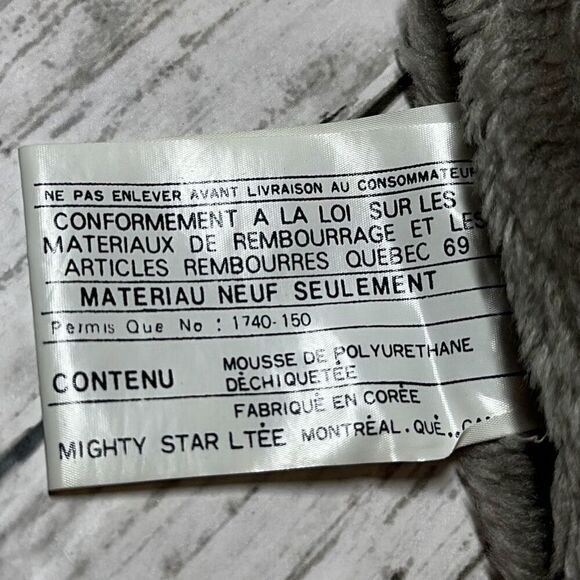 NE PAS ENLEVER AVANT LIVRAISON AU CONSOMMATEUR
CONFORMEMENT A LA LOI SUR LES
MATERIAUX DE REMBOURRAGE ET LES
ARTICLES REMBOURRES QUEBEC 69
MATERIAU NEUF SEULEMENT
Permis Que No : 1740-150
CONTENU MOUSSE DE POLYURETHANE
DÉCHIQUETÉE
FABRIQUÉ EN CORÉE
MIGHTY STAR LTÉE MONTRÉAL . QUÉ.,